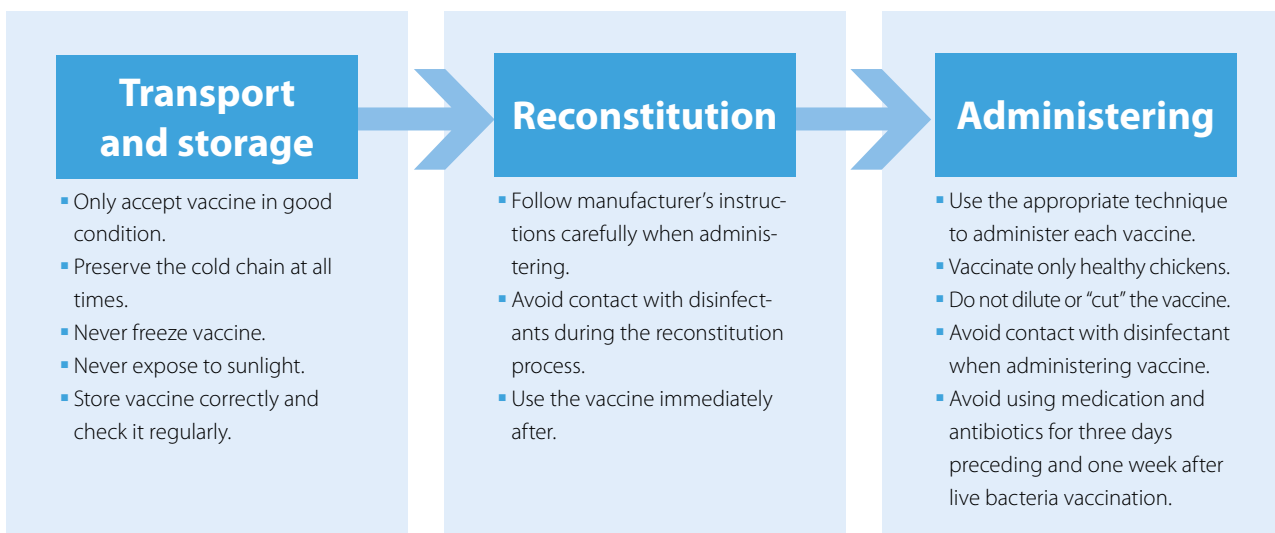 Transport
and storage
▪ Only accept vaccine in good
condition.
▪ Preserve the cold chain at all
times.
▪ Never freeze vaccine.
▪ Never expose to sunlight.
▪ Store vaccine correctly and
check it regularly.
Reconstitution
▪ Follow manufacturer’s instruc-
tions carefully when adminis-
tering.
▪ Avoid contact with disinfect-
ants during the reconstitution
process.
▪ Use the vaccine immediately
after.
Administering
▪ Use the appropriate technique
to administer each vaccine.
▪ Vaccinate only healthy chickens.
▪ Do not dilute or “cut” the vaccine.
▪ Avoid contact with disinfectant
when administering vaccine.
▪ Avoid using medication and
antibiotics for three days
preceding and one week after
live bacteria vaccination.